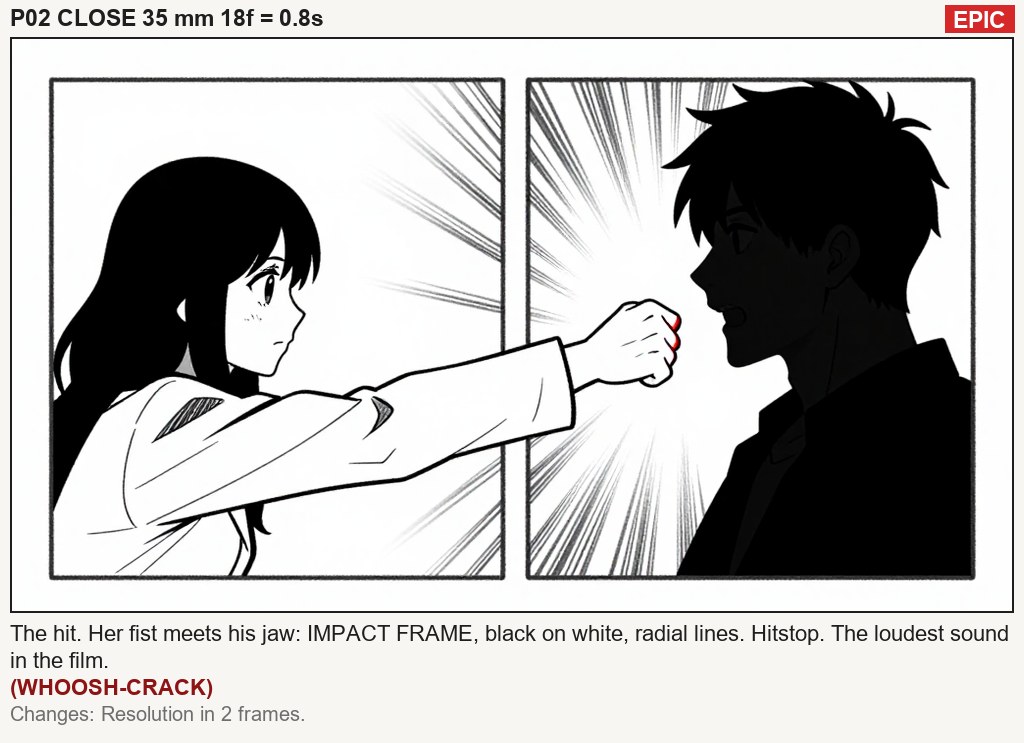 P02 CLOSE 35 mm 18f = 0.8s
EPIC
The hit. Her fist meets his jaw: IMPACT FRAME, black on white, radial lines. Hitstop. The loudest sound
in the film.
(WHOOSH-CRACK)
Changes: Resolution in 2 frames.